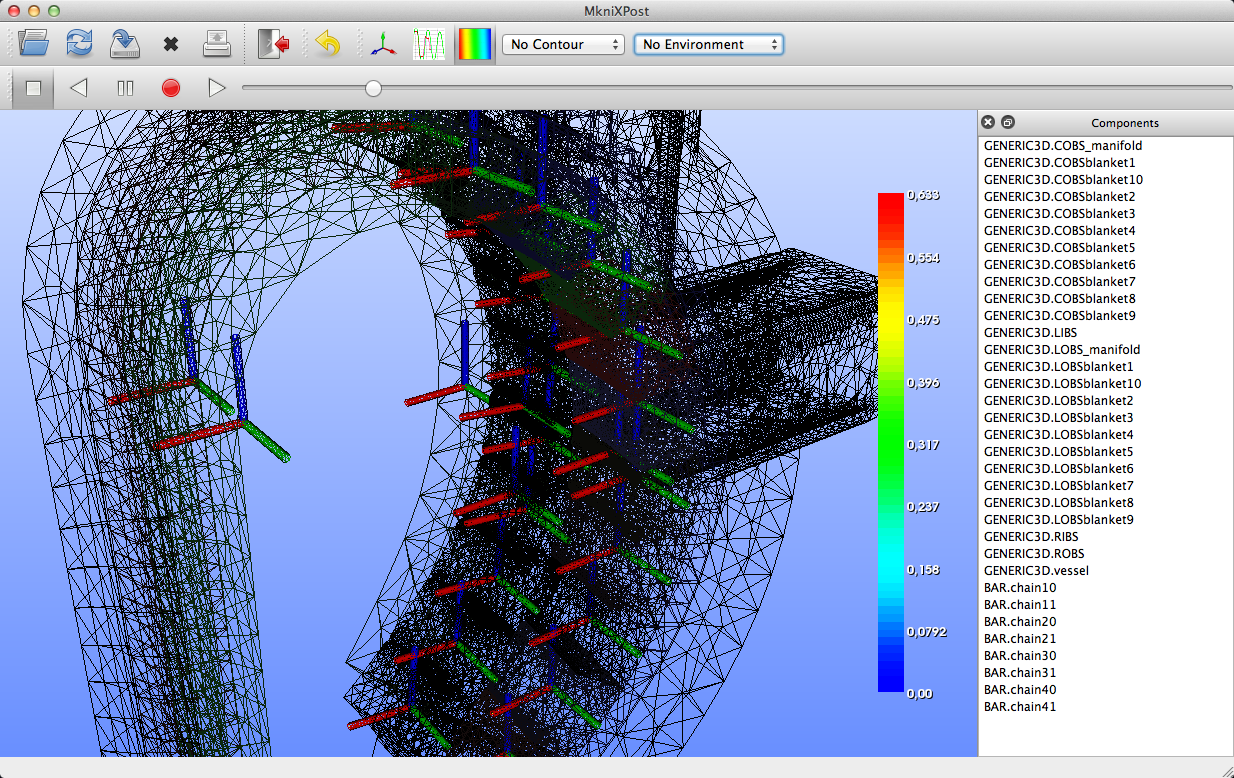 MkniXPost
No Contour
No Environment
Components
GENERIC3D.COBS_manifold
GENERIC3D.COBSblanket1
GENERIC3D.COBSblanket10
GENERIC3D.COBSblanket2
GENERIC3D.COBSblanket3
GENERIC3D.COBSblanket4
GENERIC3D.COBSblanket5
GENERIC3D.COBSblanket6
GENERIC3D.COBSblanket7
GENERIC3D.COBSblanket8
GENERIC3D.COBSblanket9
GENERIC3D.LIBS
GENERIC3D.LOBS_manifold
GENERIC3D.LOBSblanket1
GENERIC3D.LOBSblanket10
GENERIC3D.LOBSblanket2
GENERIC3D.LOBSblanket3
GENERIC3D.LOBSblanket4
GENERIC3D.LOBSblanket5
GENERIC3D.LOBSblanket6
GENERIC3D.LOBSblanket7
GENERIC3D.LOBSblanket8
GENERIC3D.LOBSblanket9
GENERIC3D.RIBS
GENERIC3D.ROBS
GENERIC3D.vessel
BAR.chain10
BAR.chain11
BAR.chain20
BAR.chain21
BAR.chain30
BAR.chain31
BAR.chain40
BAR.chain41
0,633
0,554
0,475
0,396
0,317
0,237
0,158
0,0792
0,00